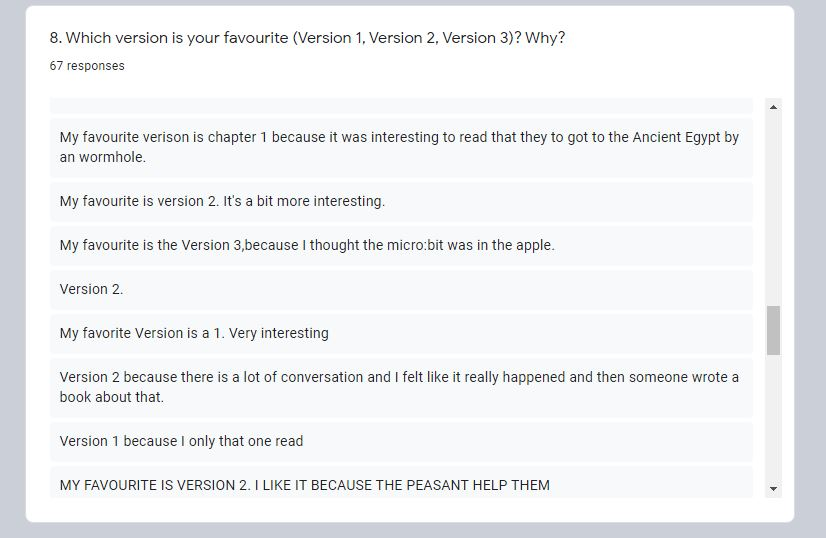 8. Which version is your favourite (Version 1, Version 2, Version 3)? Why?
67 responses
My favourite verison is chapter 1 because it was interesting to read that they to got to the Ancient Egypt by
an wormhole.
My favourite is version 2. It's a bit more interesting.
My favourite is the Version 3,because I thought the micro:bit was in the apple.
Version 2.
My favorite Version is a 1. Very interesting
Version 2 because there is a lot of conversation and I felt like it really happened and then someone wrote a
book about that.
Version 1 because I only that one read
MY FAVOURITE IS VERSION 2. I LIKE IT BECAUSE THE PEASANT HELP THEM